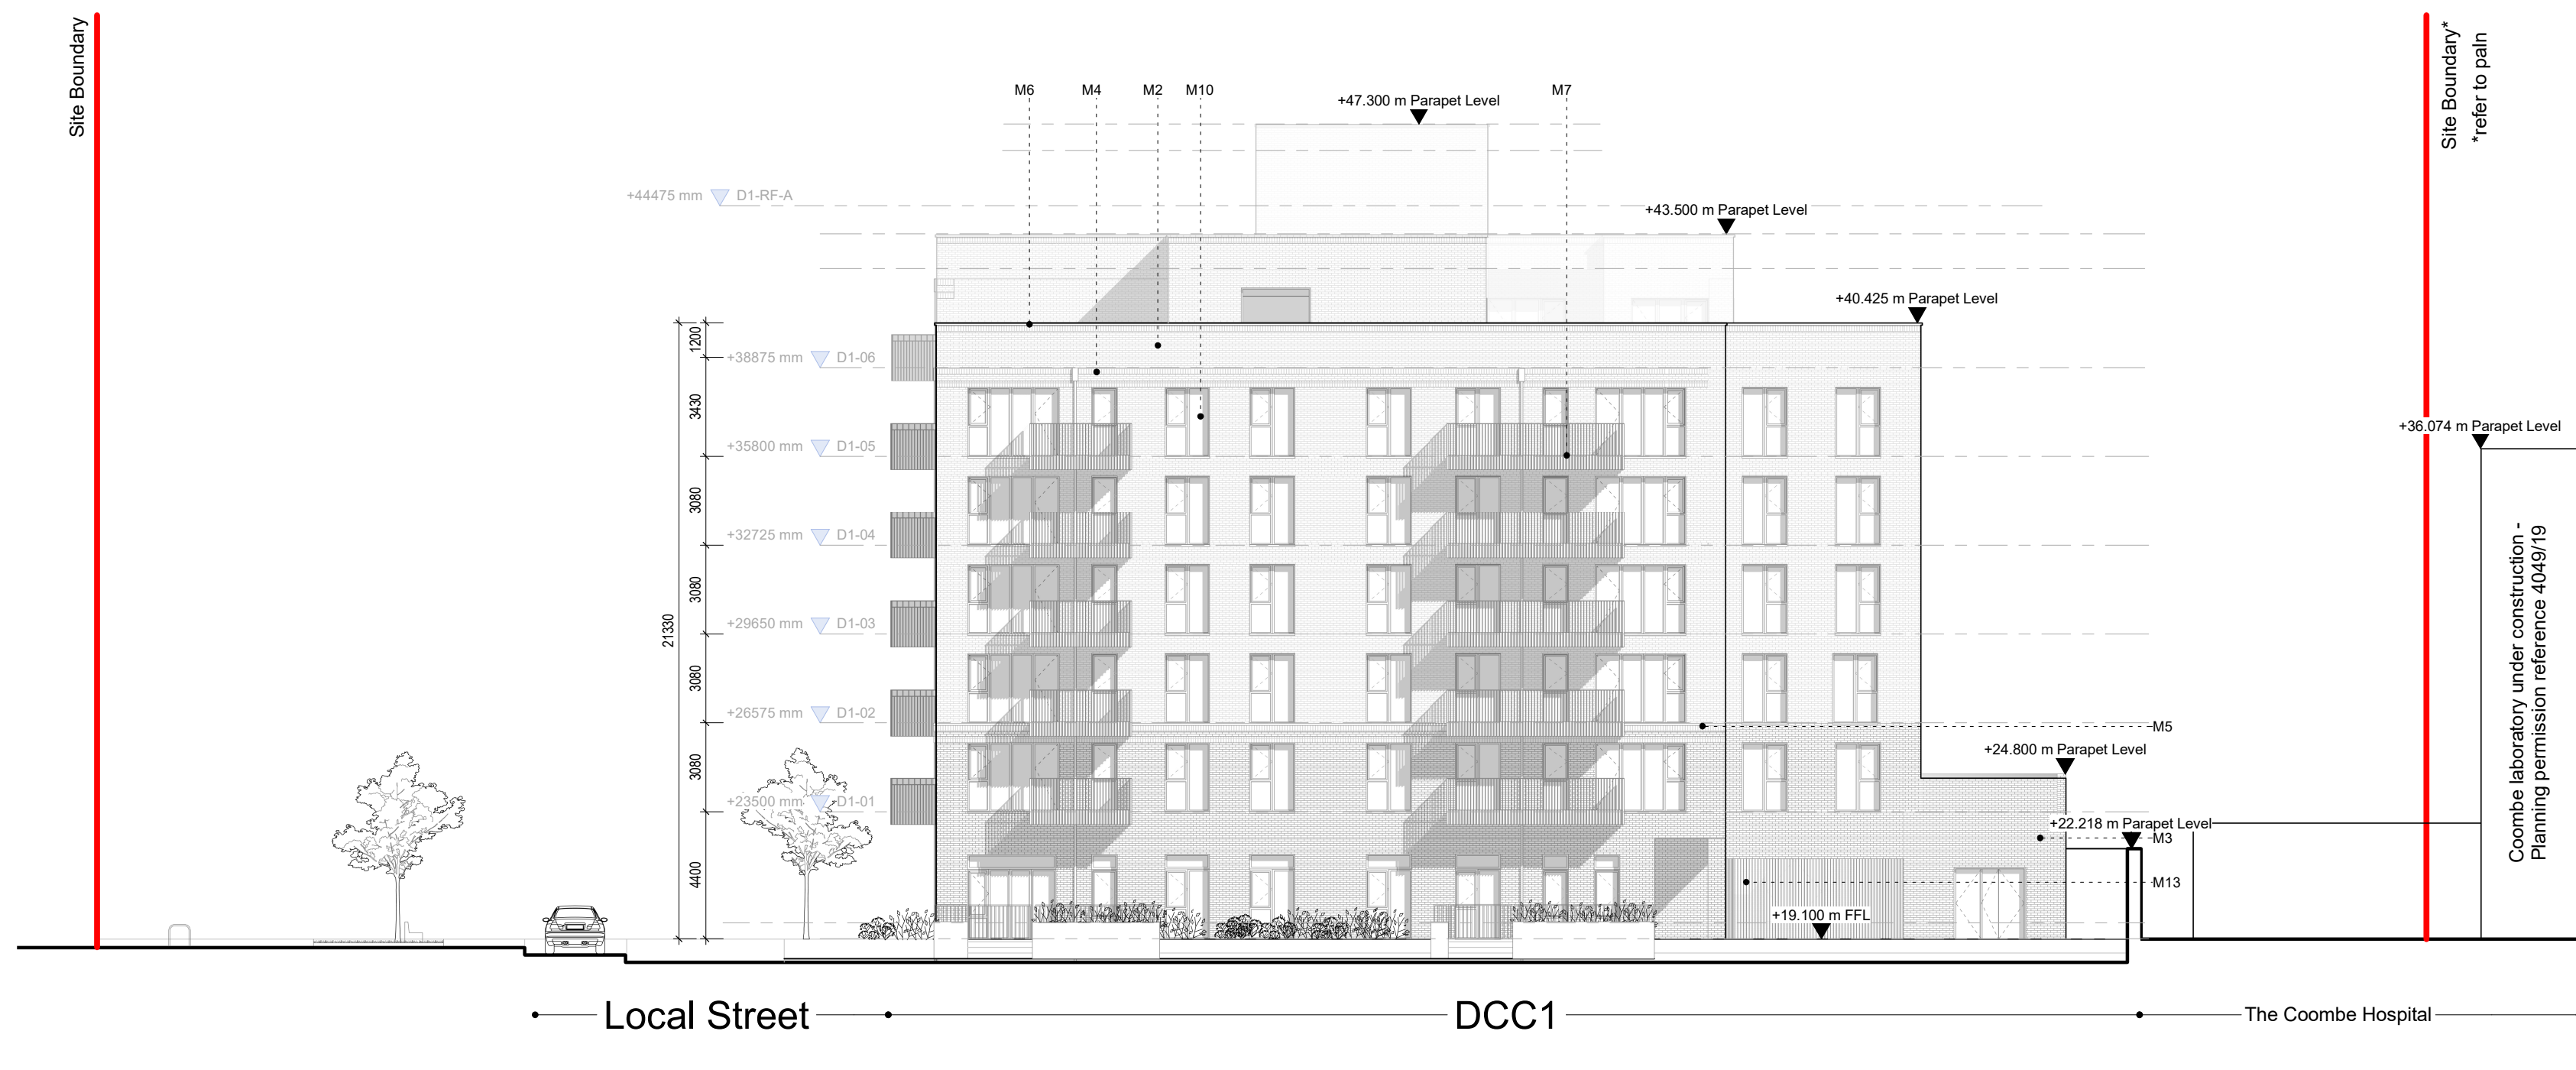 Site Boundary
Site Boundary*
*refer to paln
M6
M4
M2
M10
M7
+47.300 m Parapet Level
+44475 mm D1-RF-A
+43.500 m Parapet Level
+40.425 m Parapet Level
1200
+38875 mm D1-06
3430
+36.074 m Parapet Level
+35800 mm D1-05
3080
+32725 mm D1-04
3080
21330
+29650 mm D1-03
3080
+26575 mm D1-02
M5
3080
+24.800 m Parapet Level
+23500 mm D1-01
+22.218 m Parapet Level
M3
4400
M13
+19.100 m FFL
Coombe laboratory under construction -
Planning permission reference 4049/19
Local Street
DCC1
The Coombe Hospital